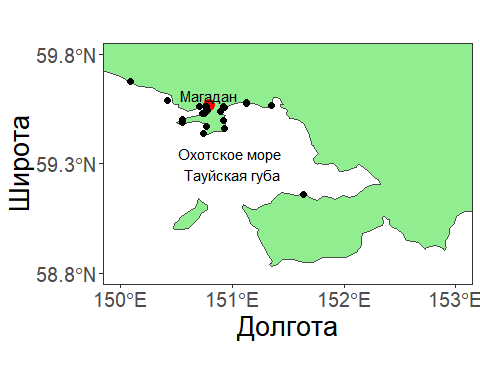 59.8°N
59.3°N
58.8°N
Широта
Магадан
Охотское море
Тауйская губа
150°E 151°E 152°E 153°E
Долгота